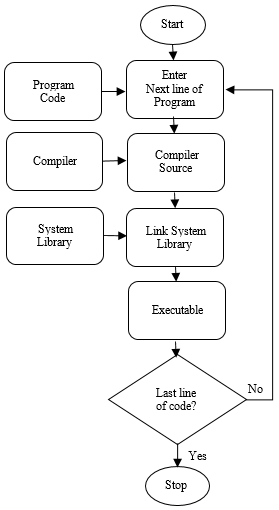 Start
Program
Code
Enter
Next line of
Program
Compiler
Compiler
Source
System
Library
Link System
Library
Executable
Last line
of code?
No
Yes
Stop